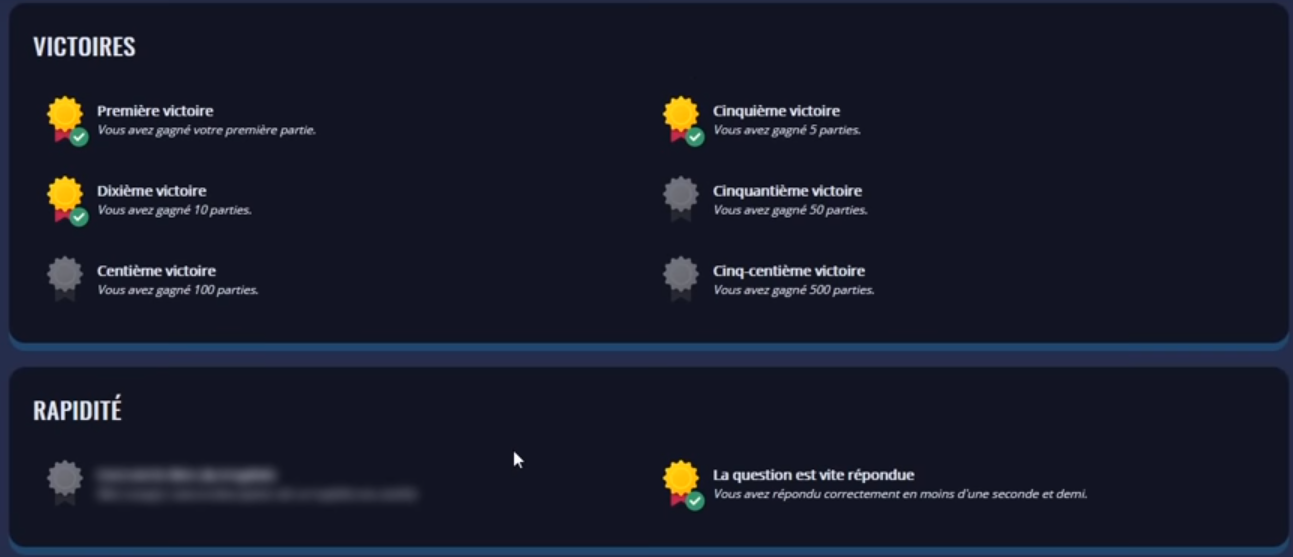 VICTOIRES
Première victoire
Vous avez gagné votre première partie.
Cinquième victoire
Vous avez gagné 5 parties.
Dixième victoire
Vous avez gagné 10 parties.
Cinquantième victoire
Vous avez gagné 50 parties.
Centième victoire
Vous avez gagné 100 parties.
Cinq-centième victoire
Vous avez gagné 500 parties.
RAPIDITÉ
La question est vite répondue
Vous avez répondu correctement en moins d'une seconde et demi.